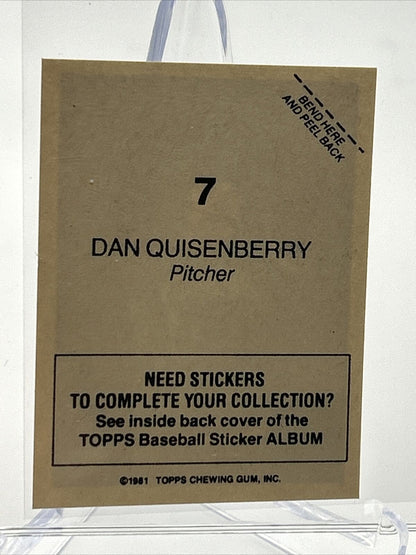 BEND HERE
AND PEEL BACK
7
DAN QUISENBERRY
Pitcher
NEED STICKERS
TO COMPLETE YOUR COLLECTION?
See inside back cover of the
TOPPS Baseball Sticker ALBUM
©1981 TOPPS CHEWING GUM, INC.